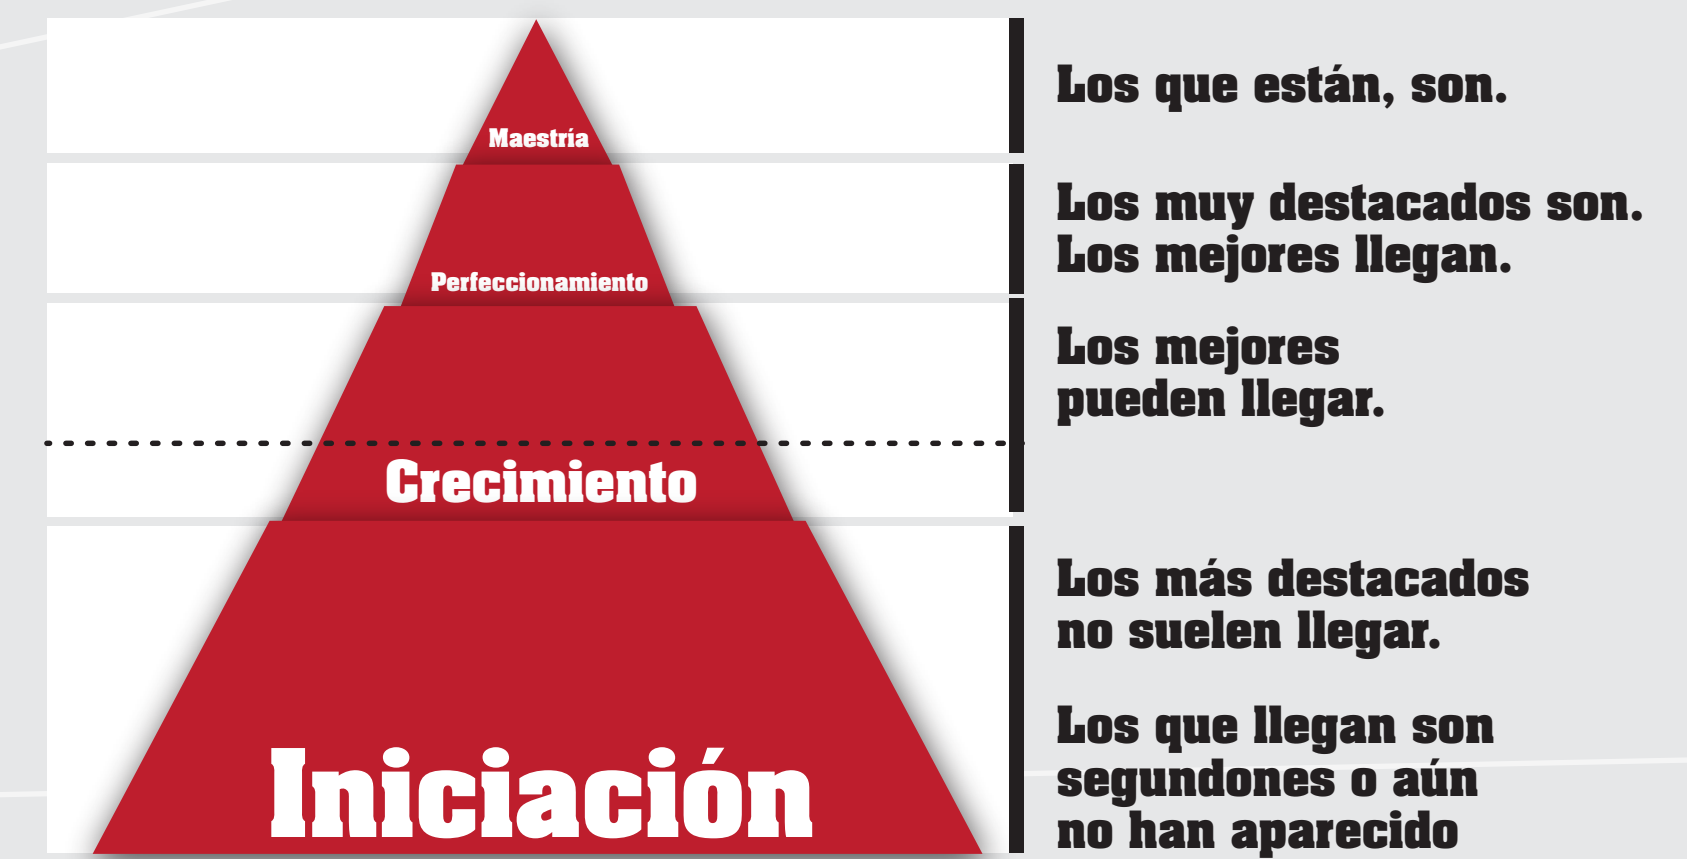 Los que están, son.
Maestría
Los muy destacados son.
Los mejores llegan.
Perfeccionamiento
Los mejores
pueden llegar.
Crecimiento
Los más destacados
no suelen llegar.
Los que llegan son
segundones o aún
no han aparecido
Iniciación